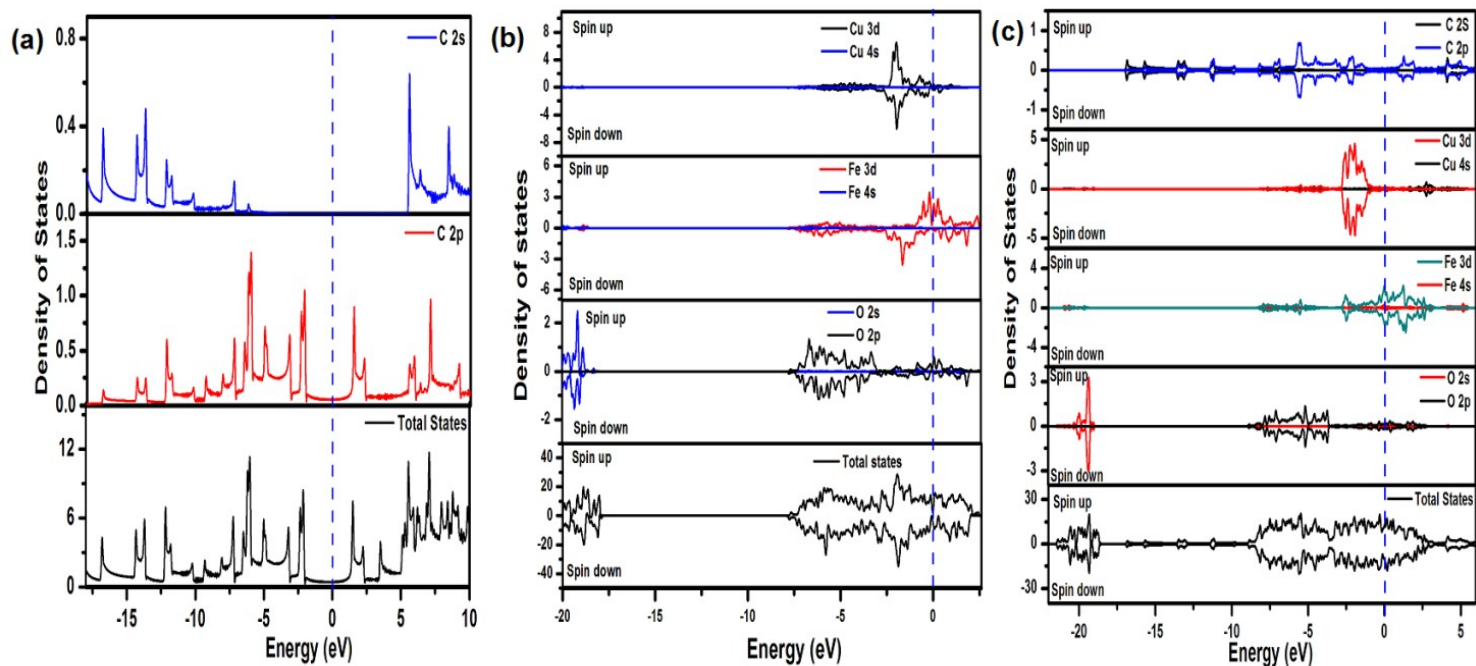 (a)
Density of States
0.8
0.4
0.0
C 2s
1.5
1.0
0.5
0.0
C 2p
12
6
0
Total States
-15
-10
-5
0
5
10
Energy (eV)
(b)
Density of states
Spin up
Cu 3d
Cu 4s
8
4
0
-4
-8
Spin down
Spin up
Fe 3d
Fe 4s
6
3
0
-3
-6
Spin down
Spin up
O 2s
O 2p
2
0
-2
Spin down
Spin up
Total states
40
20
0
-20
-40
Spin down
-20
-15
-10
-5
0
Energy (eV)
(c)
Density of States
Spin up
C 2S
C 2p
1
0
-1
Spin down
Spin up
Cu 3d
Cu 4s
5
0
-5
Spin down
Spin up
Fe 3d
Fe 4s
4
0
-4
Spin down
Spin up
O 2s
O 2p
3
0
-3
Spin down
Spin up
Total States
30
0
-30
Spin down
-20
-15
-10
-5
0
5
Energy (eV)